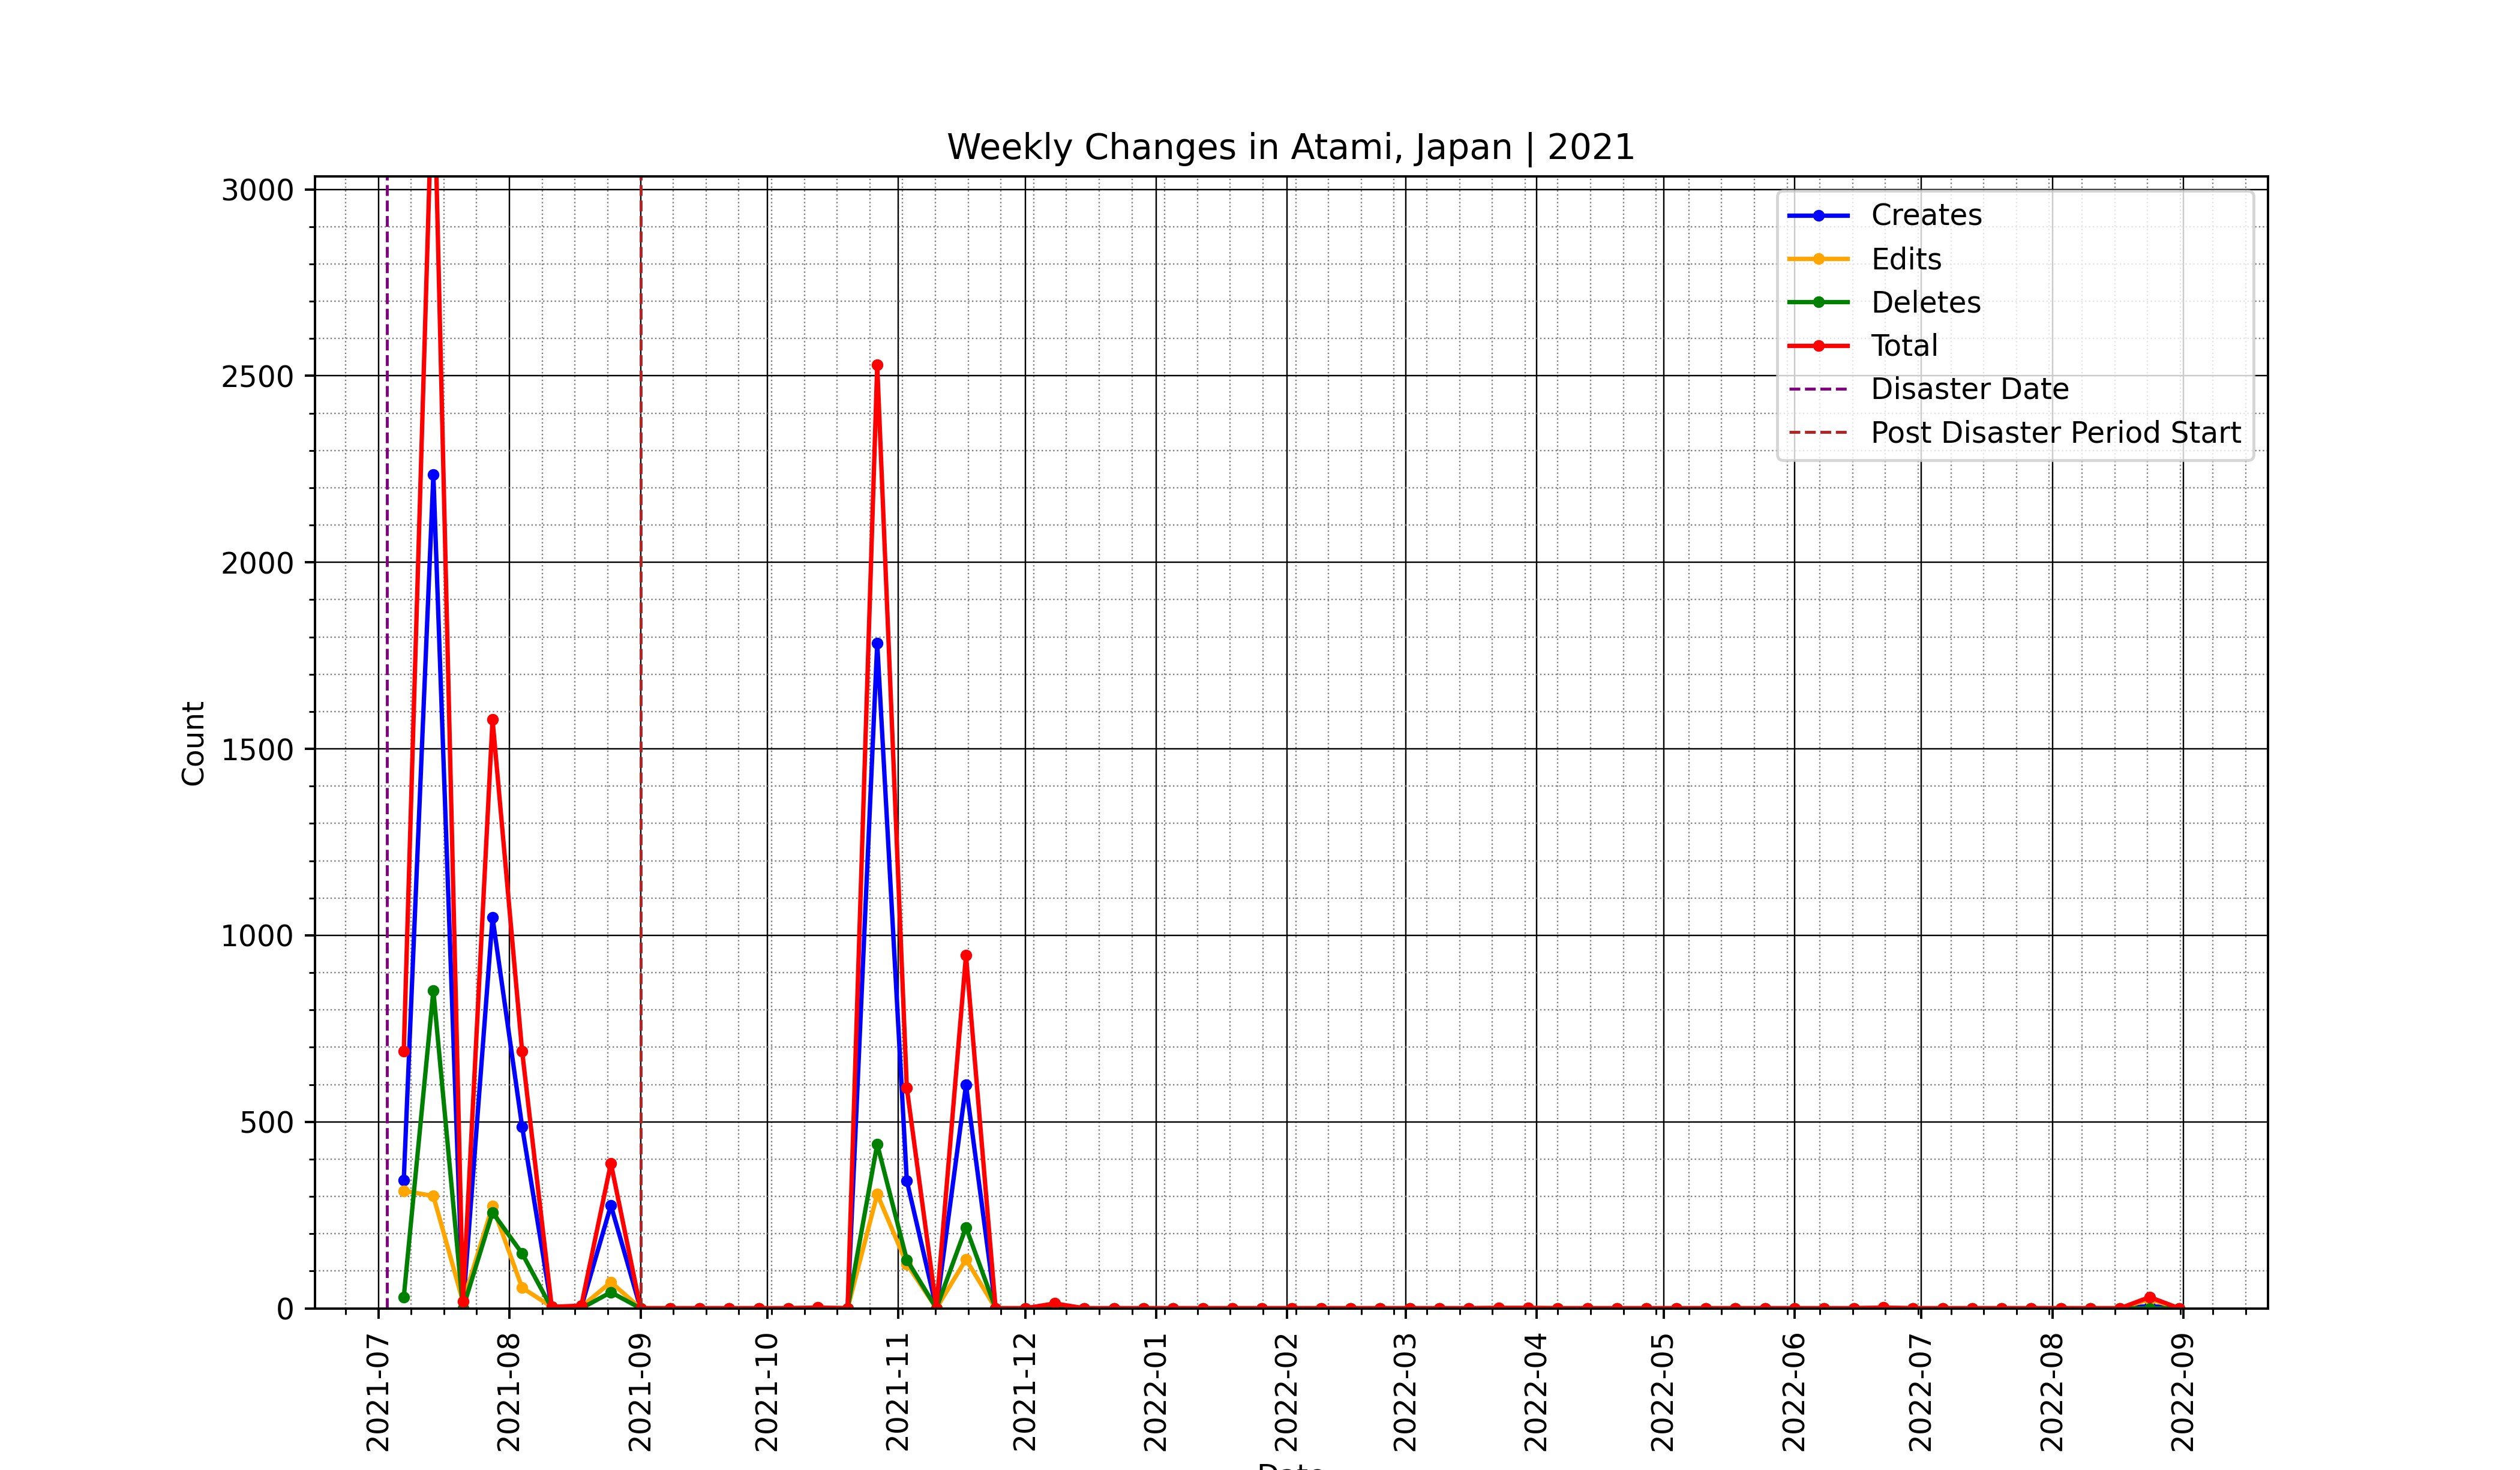 Weekly Changes in Atami, Japan | 2021
3000
2500
2000
1500
1000
500
0
Count
Creates
Edits
Deletes
Total
Disaster Date
Post Disaster Period Start
2021-07
2021-08
2021-09
2021-10
2021-11
2021-12
2022-01
2022-02
2022-03
2022-04
2022-05
2022-06
2022-07
2022-08
2022-09
Date